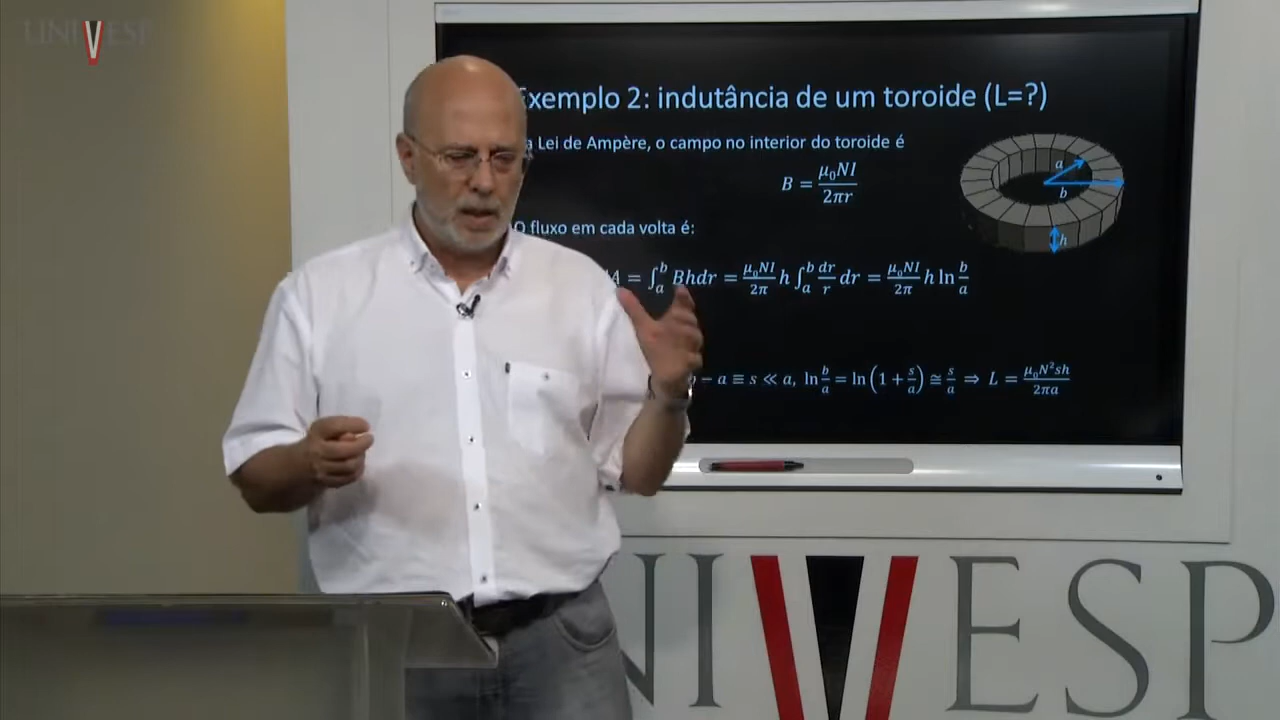 UNIVESP
Exemplo 2: indutância de um toroide (L=?)
a Lei de Ampère, o campo no interior do toroide é
B = μ₀NI / 2πr
a
b
h
O fluxo em cada volta é:
A = ∫ₐᵇ Bhdr = μ₀NI/2π h ∫ₐᵇ dr/r dr = μ₀NI/2π h ln b/a
b − a ≡ s ≪ a, ln b/a = ln(1 + s/a) ≅ s/a ⇒ L = μ₀N²sh/2πa
NIVESP